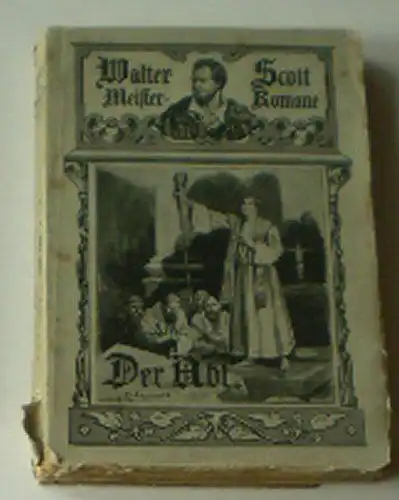 Walter Scott
Meister-Romane
Der Abt.